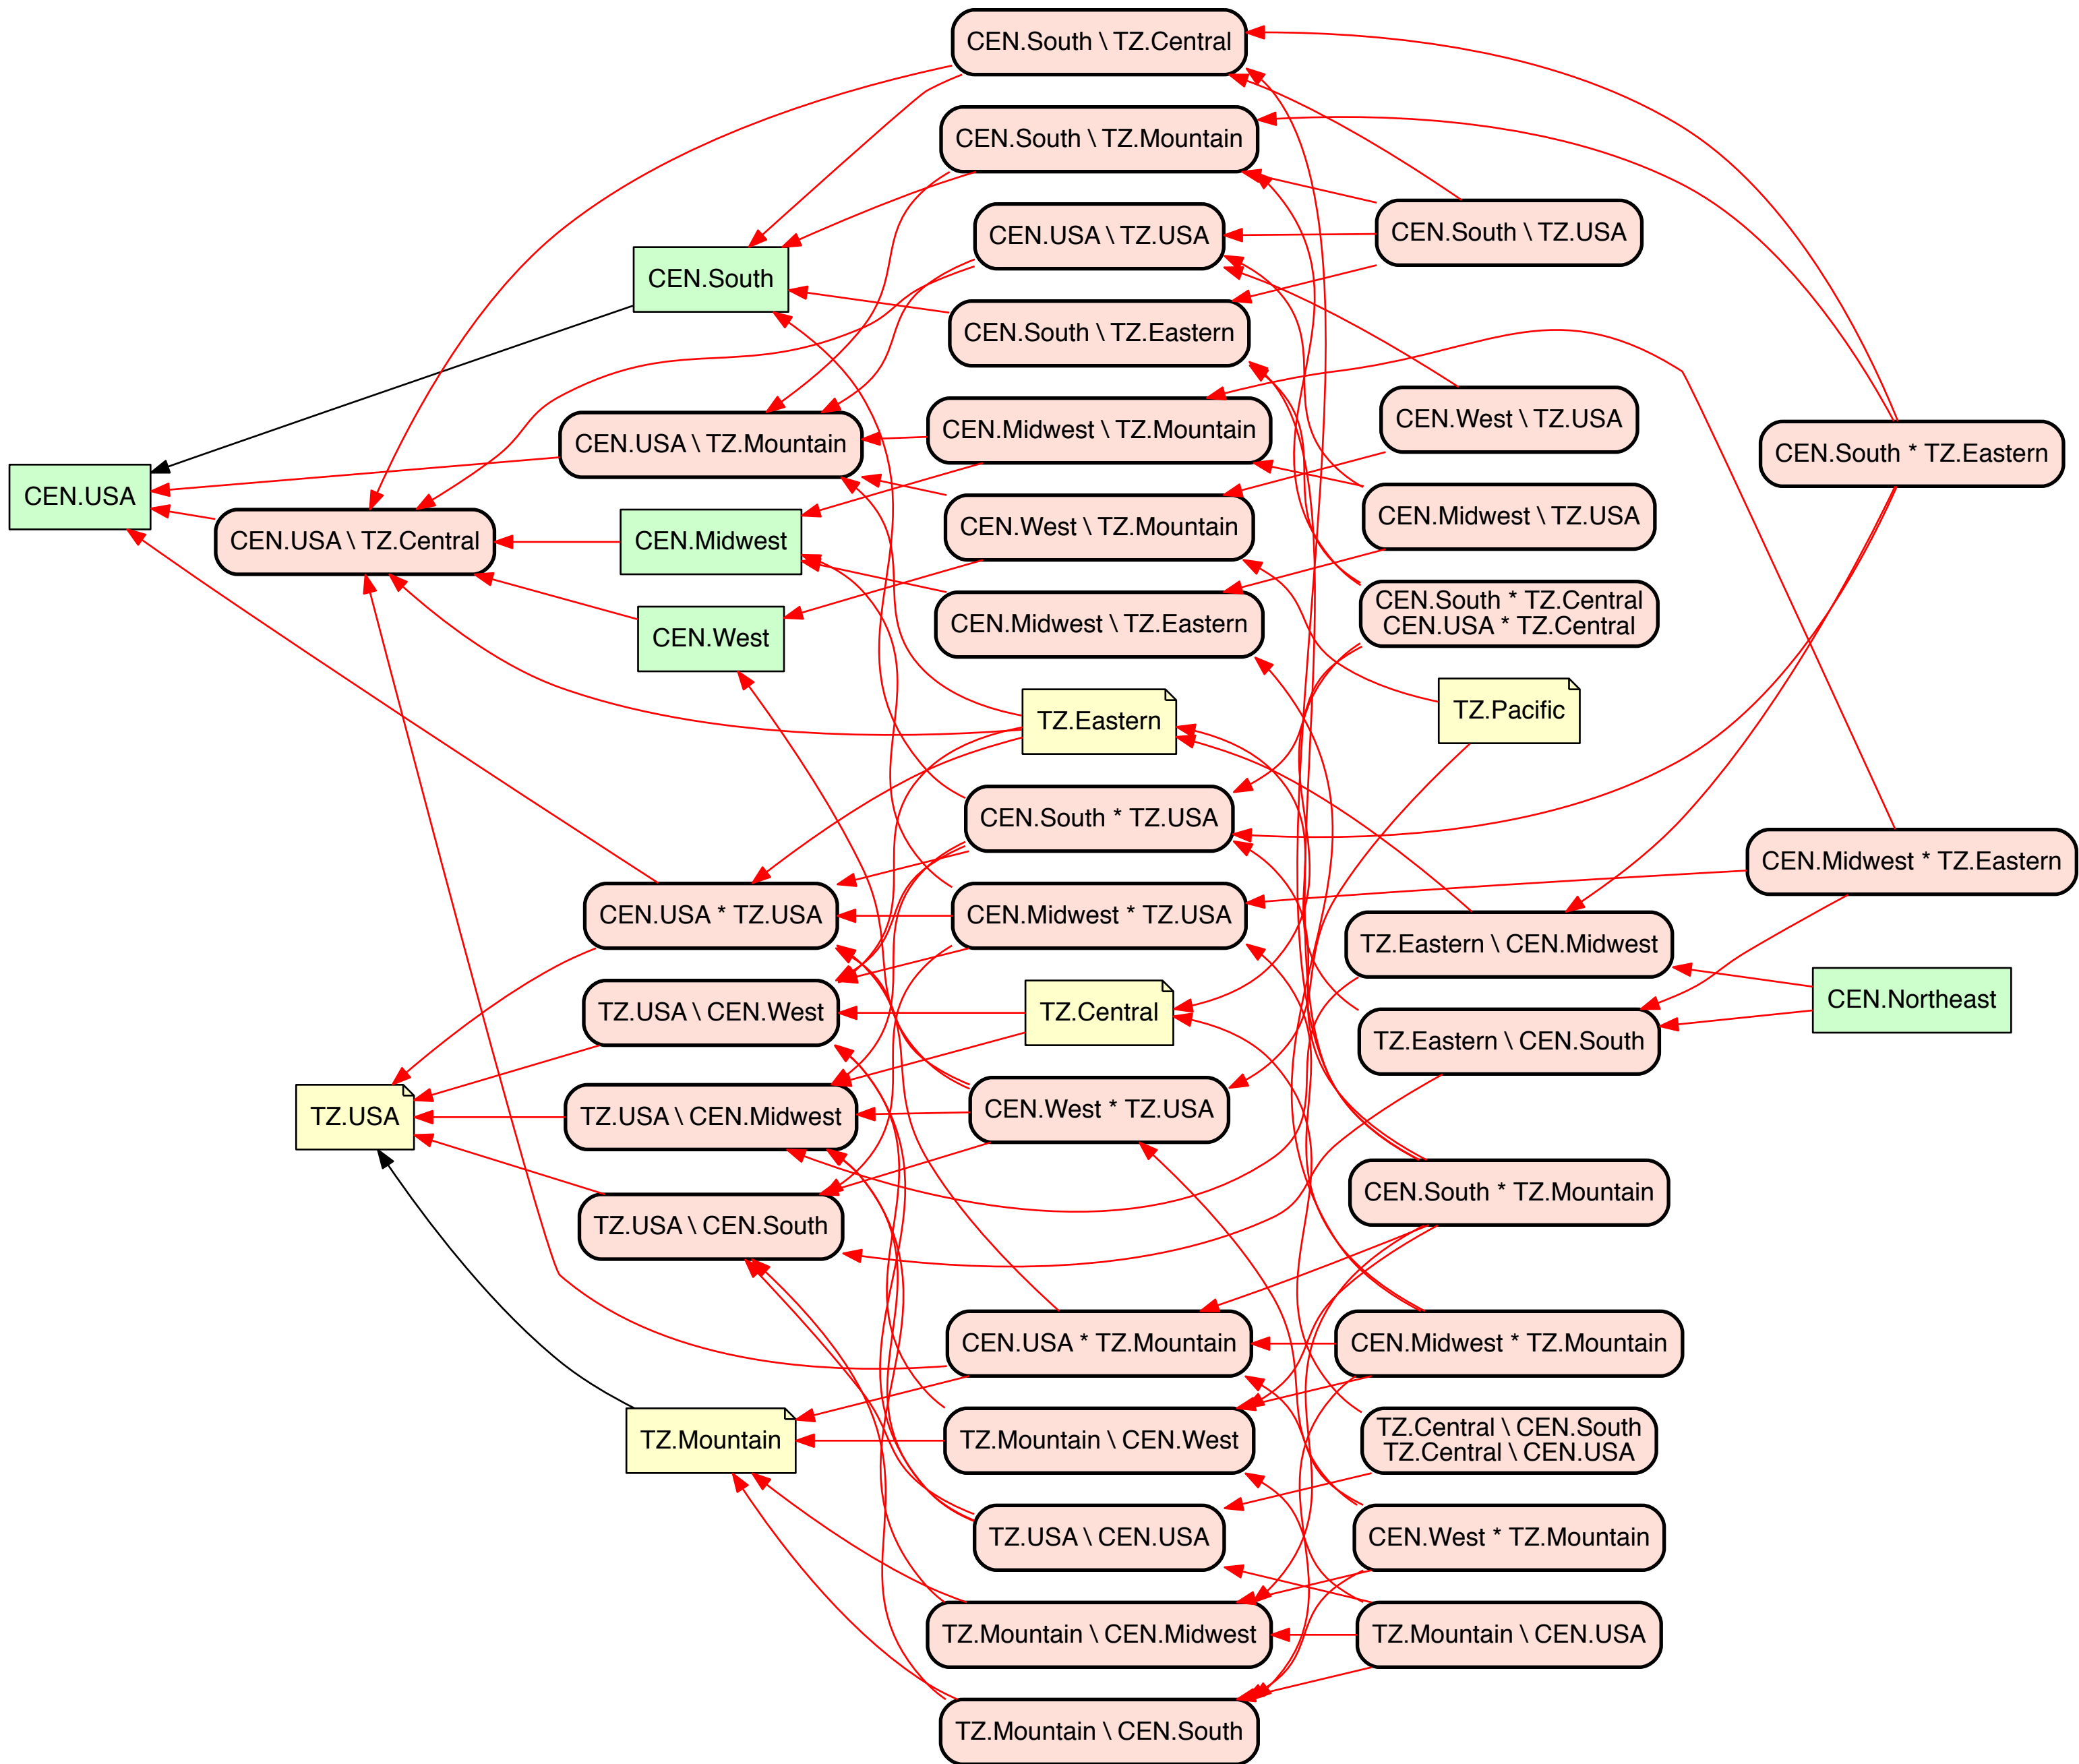 CEN.South \ TZ.Central
CEN.South \ TZ.Mountain
CEN.USA \ TZ.USA
CEN.South \ TZ.USA
CEN.South
CEN.South \ TZ.Eastern
CEN.Midwest \ TZ.Mountain
CEN.West \ TZ.USA
CEN.USA \ TZ.Mountain
CEN.South * TZ.Eastern
CEN.USA
CEN.USA \ TZ.Central
CEN.Midwest
CEN.West \ TZ.Mountain
CEN.Midwest \ TZ.USA
CEN.West
CEN.Midwest \ TZ.Eastern
CEN.South * TZ.Central
CEN.USA * TZ.Central
TZ.Eastern
TZ.Pacific
CEN.South * TZ.USA
CEN.Midwest * TZ.Eastern
CEN.USA * TZ.USA
CEN.Midwest * TZ.USA
TZ.Eastern \ CEN.Midwest
TZ.USA \ CEN.West
TZ.Central
TZ.Eastern \ CEN.South
CEN.Northeast
TZ.USA
TZ.USA \ CEN.Midwest
CEN.West * TZ.USA
CEN.South * TZ.Mountain
TZ.USA \ CEN.South
CEN.USA * TZ.Mountain
CEN.Midwest * TZ.Mountain
TZ.Mountain
TZ.Mountain \ CEN.West
TZ.Central \ CEN.South
TZ.Central \ CEN.USA
TZ.USA \ CEN.USA
CEN.West * TZ.Mountain
TZ.Mountain \ CEN.Midwest
TZ.Mountain \ CEN.USA
TZ.Mountain \ CEN.South